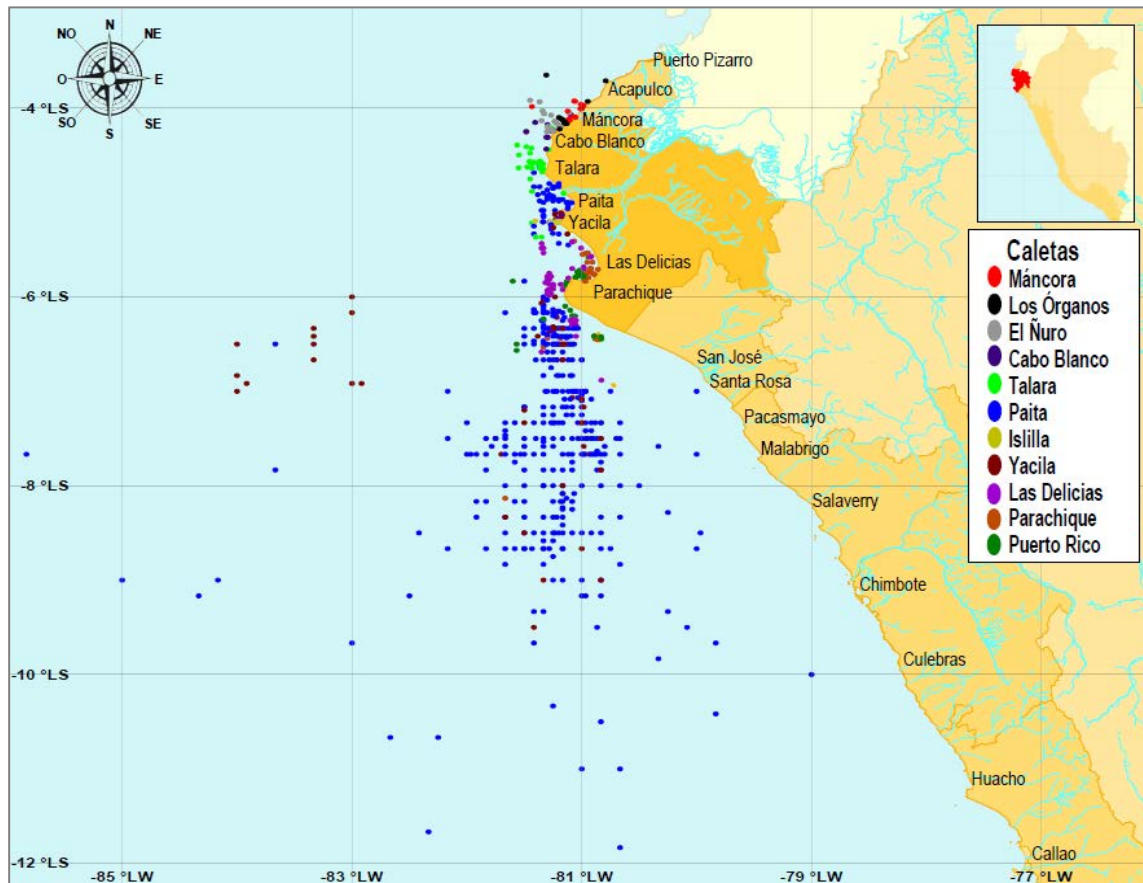 N
NO
NE
O
E
SO
SE
S
Puerto Pizarro
Acapulco
-4 °LS
Máncora
Cabo Blanco
Talara
Paita
Yacila
Las Delicias
-6 °LS
Parachique
San José
Santa Rosa
Pacasmayo
Malabrigo
-8 °LS
Salaverry
Chimbote
Culebras
-10 °LS
Huacho
Callao
-12 °LS
-85 °LW
-83 °LW
-81 °LW
-79 °LW
-77 °LW
Caletas
Máncora
Los Órganos
El Ñuro
Cabo Blanco
Talara
Paita
Islilla
Yacila
Las Delicias
Parachique
Puerto Rico